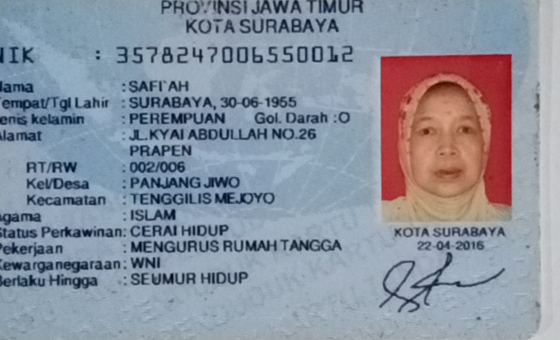 PROVINSI JAWA TIMUR
KOTA SURABAYA
NIK : 3578247006550012
Nama : SAFI'AH
Tempat/Tgl Lahir : SURABAYA, 30-06-1955
Jenis kelamin : PEREMPUAN Gol. Darah : O
Alamat : JL.KYAI ABDULLAH NO.26
PRAPEN
RT/RW : 002/006
Kel/Desa : PANJANG JIWO
Kecamatan : TENGGILIS MEJOYO
Agama : ISLAM
Status Perkawinan: CERAI HIDUP
Pekerjaan : MENGURUS RUMAH TANGGA
Kewarganegaraan: WNI
Berlaku Hingga : SEUMUR HIDUP
KOTA SURABAYA
22-04-2016